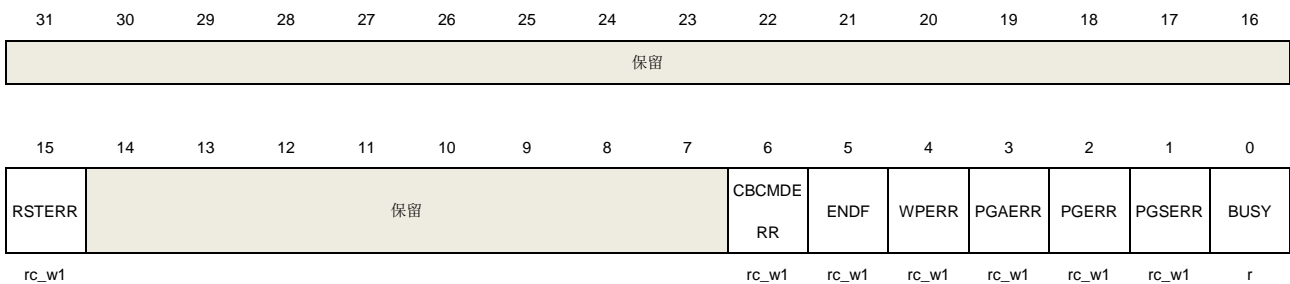 31 30 29 28 27 26 25 24 23 22 21 20 19 18 17 16
保留
15 14 13 12 11 10 9 8 7 6 5 4 3 2 1 0
RSTERR 保留 CBCMDE
RR ENDF WPERR PGAERR PGERR PGSERR BUSY
rc_w1 rc_w1 rc_w1 rc_w1 rc_w1 rc_w1 rc_w1 r